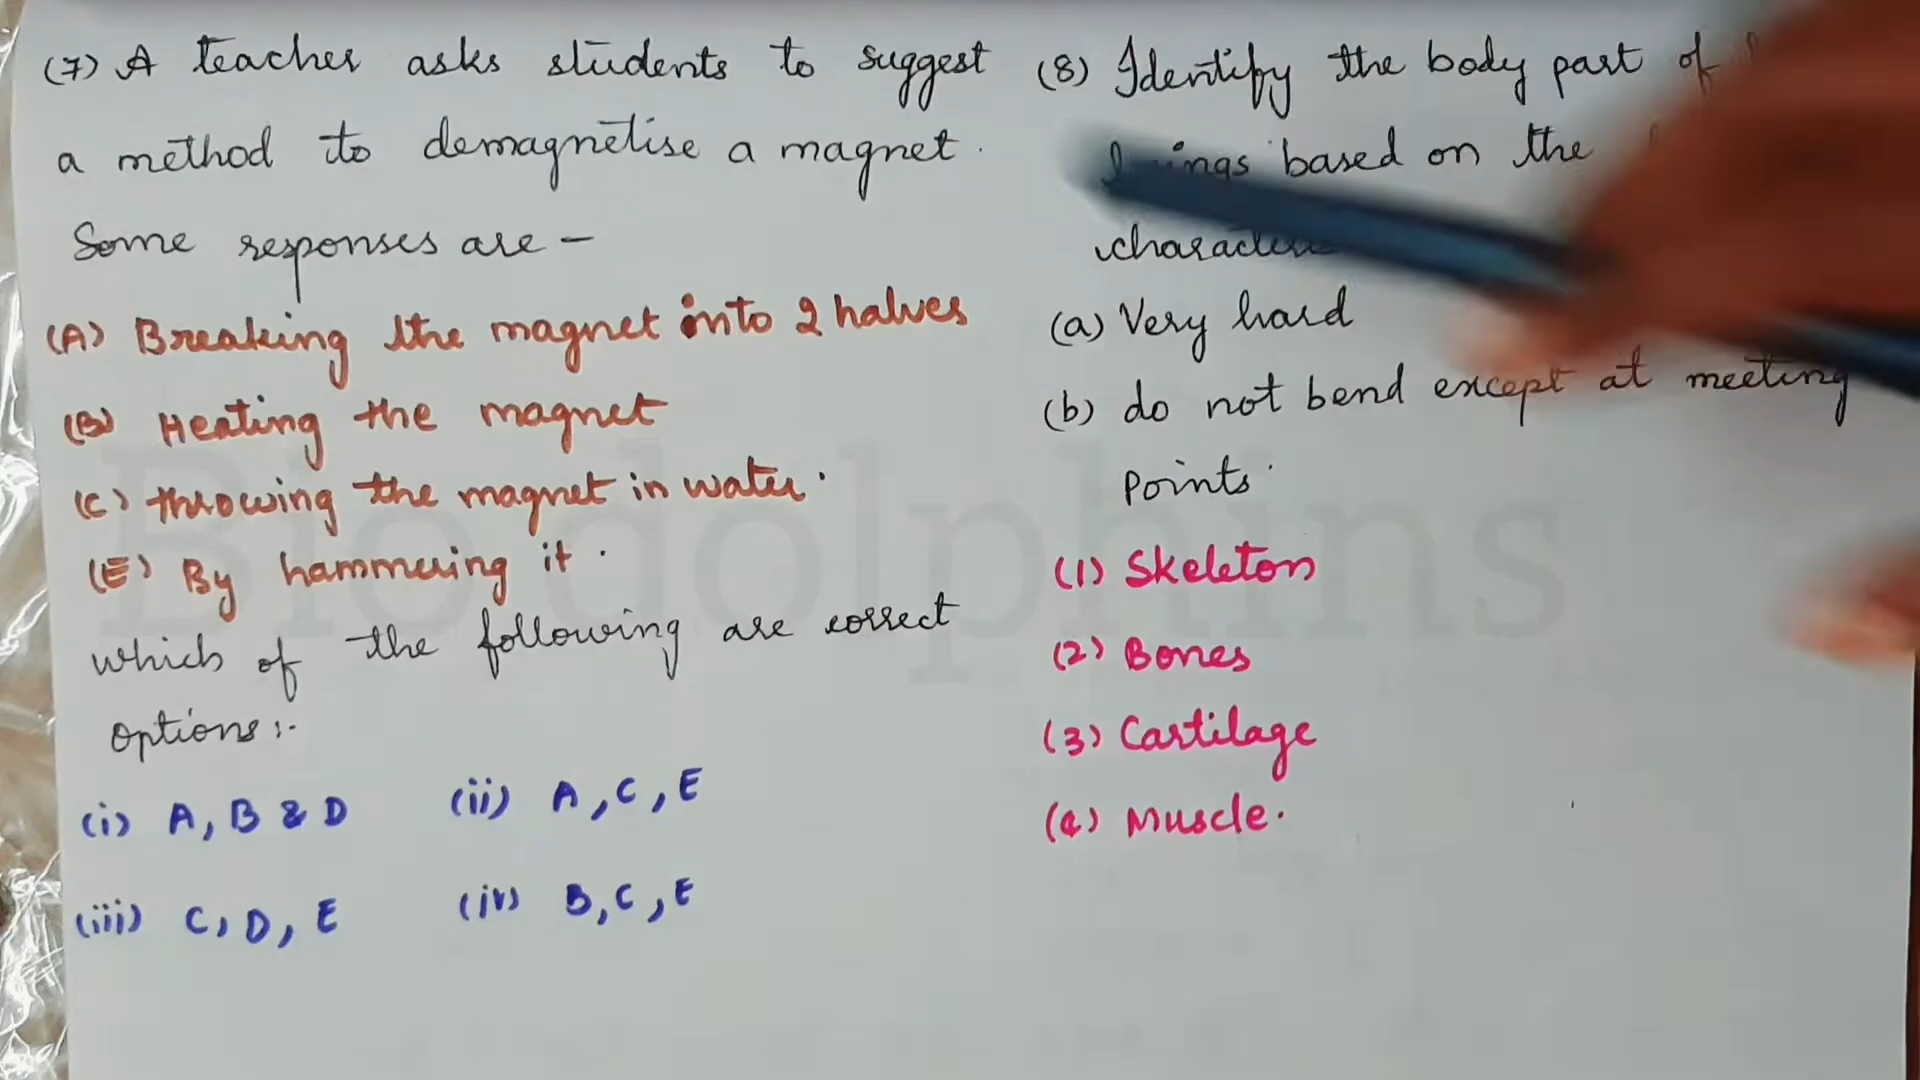 (7) A teacher asks students to suggest
a method to demagnetise a magnet.
Some responses are -
(A) Breaking the magnet into 2 halves
(B) Heating the magnet
(C) throwing the magnet in water.
(E) By hammering it.
which of the following are correct
options:-
(i) A, B & D (ii) A, C, E
(iii) C, D, E (iv) B, C, E
(8) Identify the body part of
based on the
(a) Very hard
(b) do not bend except at meeting
points.
(1) Skeleton
(2) Bones
(3) Cartilage
(4) Muscle.
Bio dolphins